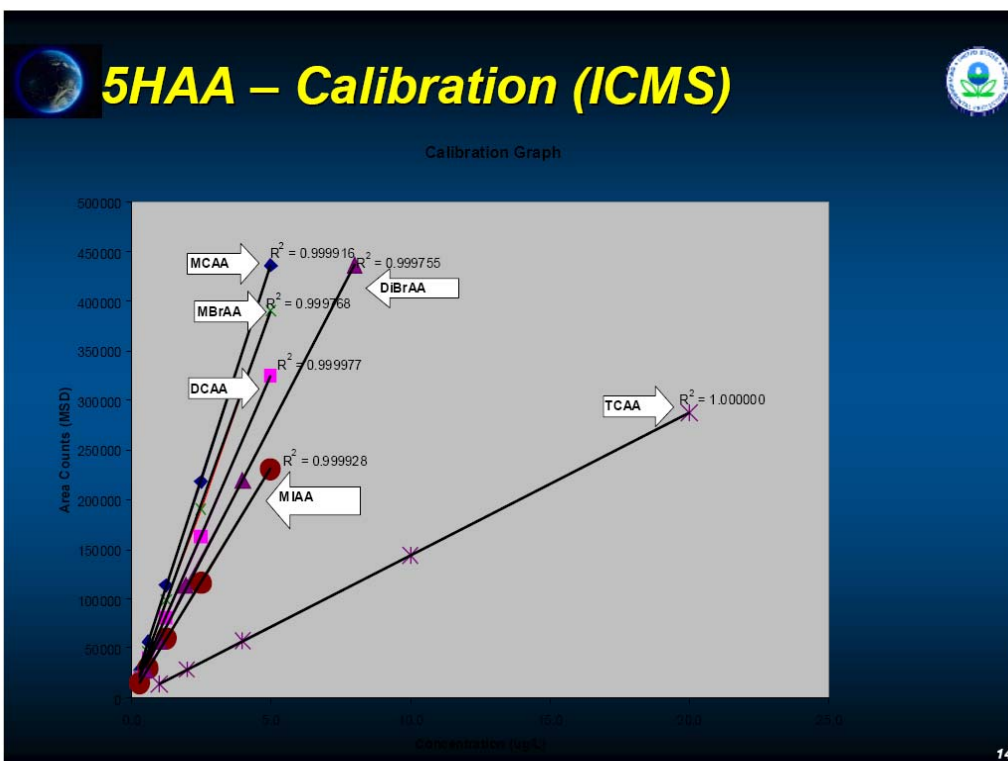 5HAA – Calibration (ICMS)
Calibration Graph
500000
450000
400000
350000
300000
250000
200000
150000
100000
50000
0
Area Counts (MSD)
MCAA
R² = 0.999916
R² = 0.999755
DiBrAA
MBrAA
R² = 0.999768
DCAA
R² = 0.999977
TCAA
R² = 1.000000
R² = 0.999928
MIAA
0.0 5.0 10.0 15.0 20.0 25.0
Concentration (ug/L)
14